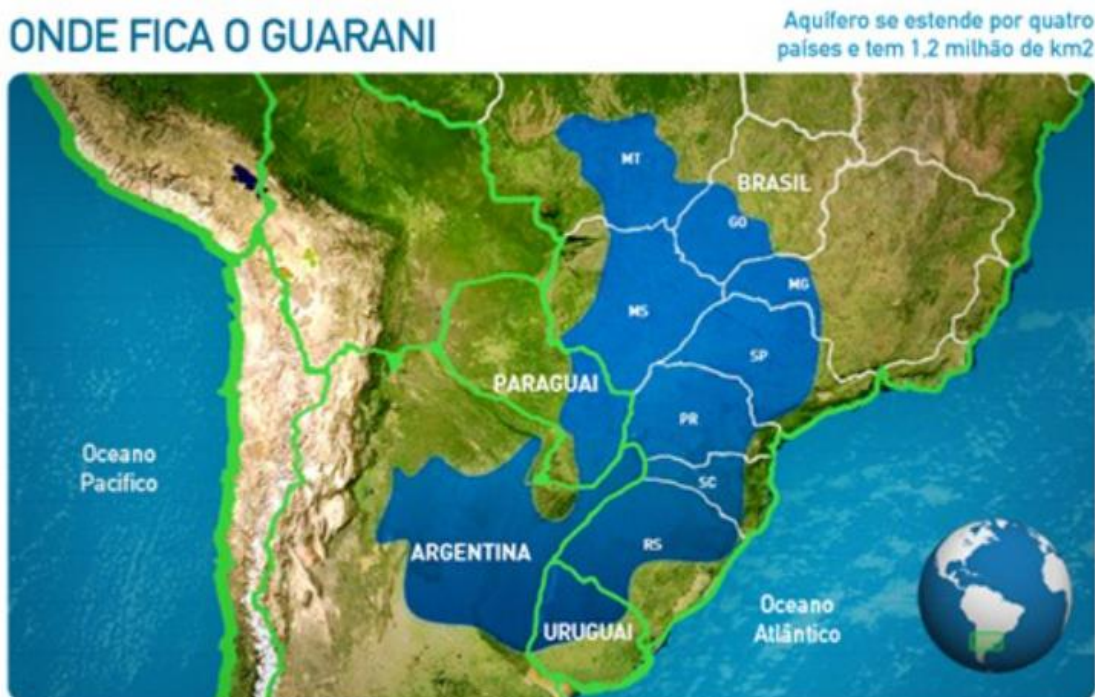 ONDE FICA O GUARANI
Aquífero se estende por quatro
países e tem 1,2 milhão de km2
MT
BRASIL
GO
MG
MS
SP
PARAGUAI
PR
Oceano
Pacífico
SC
ARGENTINA
RS
Oceano
Atlântico
URUGUAI